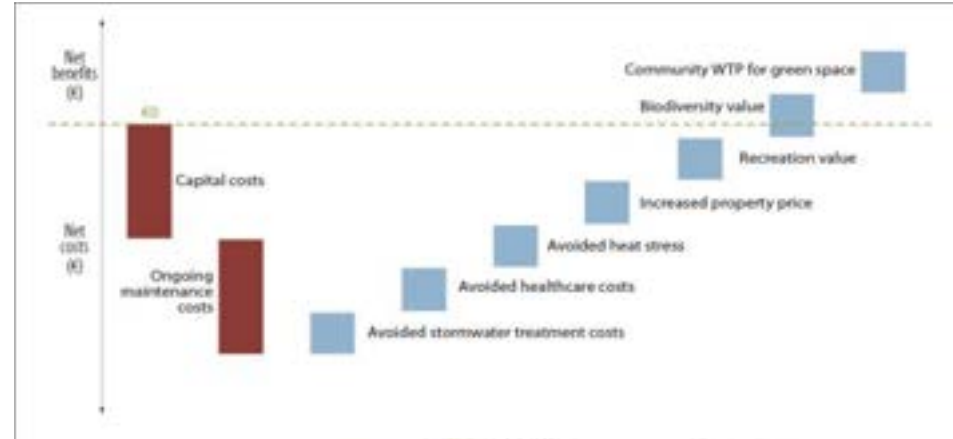 Net
benefits
(€)
€0
Community WTP for green space
Biodiversity value
Recreation value
Capital costs
Increased property price
Net
costs
(€)
Avoided heat stress
Ongoing
maintenance
costs
Avoided healthcare costs
Avoided stormwater treatment costs